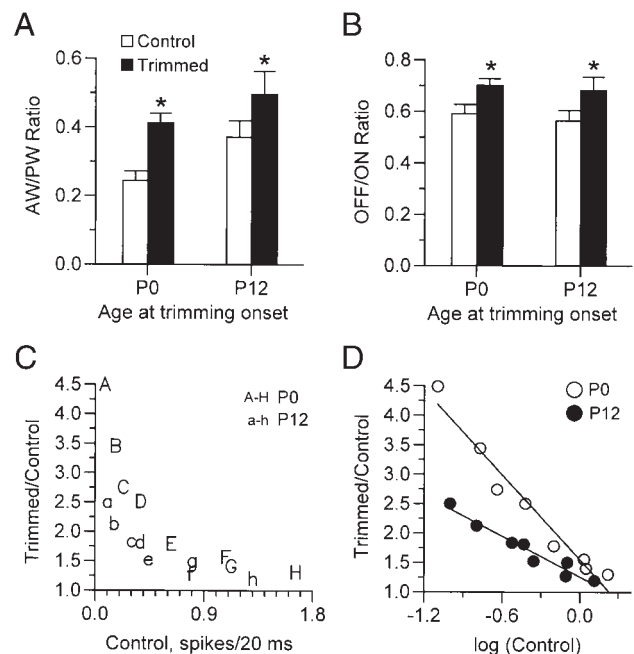 A
Control
Trimmed
AW/PW Ratio
0.6
0.4
0.2
0.0
*
*
P0
P12
Age at trimming onset
B
OFF/ON Ratio
0.8
0.6
0.4
0.2
0.0
*
*
P0
P12
Age at trimming onset
C
Trimmed/Control
4.5
4.0
3.5
3.0
2.5
2.0
1.5
1.0
A-H P0
a-h P12
A
B
C
D
E
F
G
H
a
b
c
d
e
f
g
h
0.0
0.9
1.8
Control, spikes/20 ms
D
Trimmed/Control
4.5
4.0
3.5
3.0
2.5
2.0
1.5
1.0
P0
P12
-1.2
-0.6
0.0
log (Control)